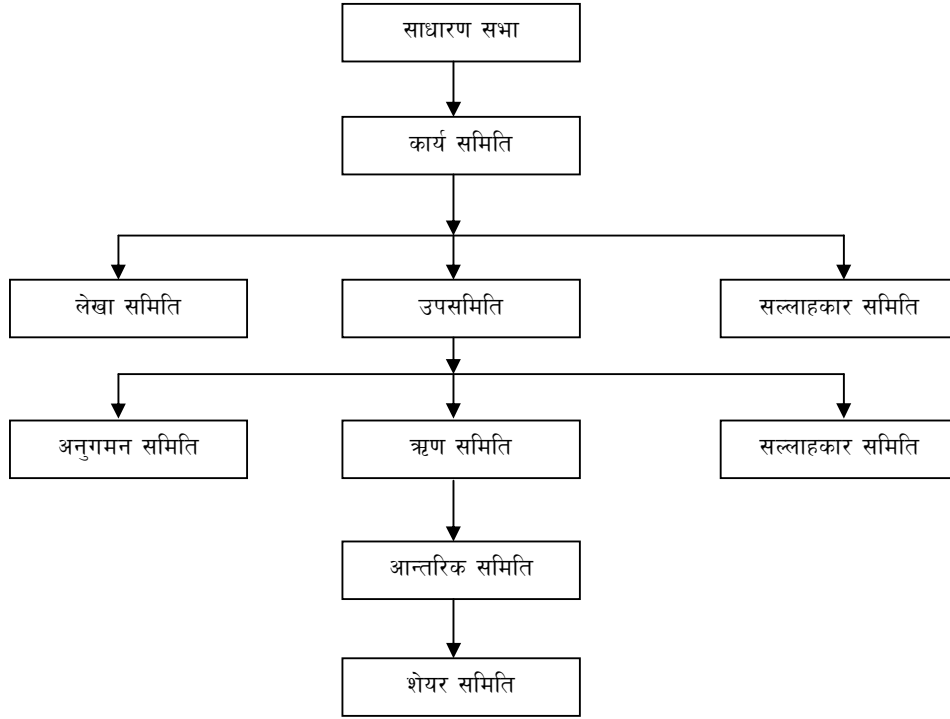 साधारण सभा
कार्य समिति
लेखा समिति
उपसमिति
सल्लाहकार समिति
अनुगमन समिति
ऋण समिति
सल्लाहकार समिति
आन्तरिक समिति
शेयर समिति